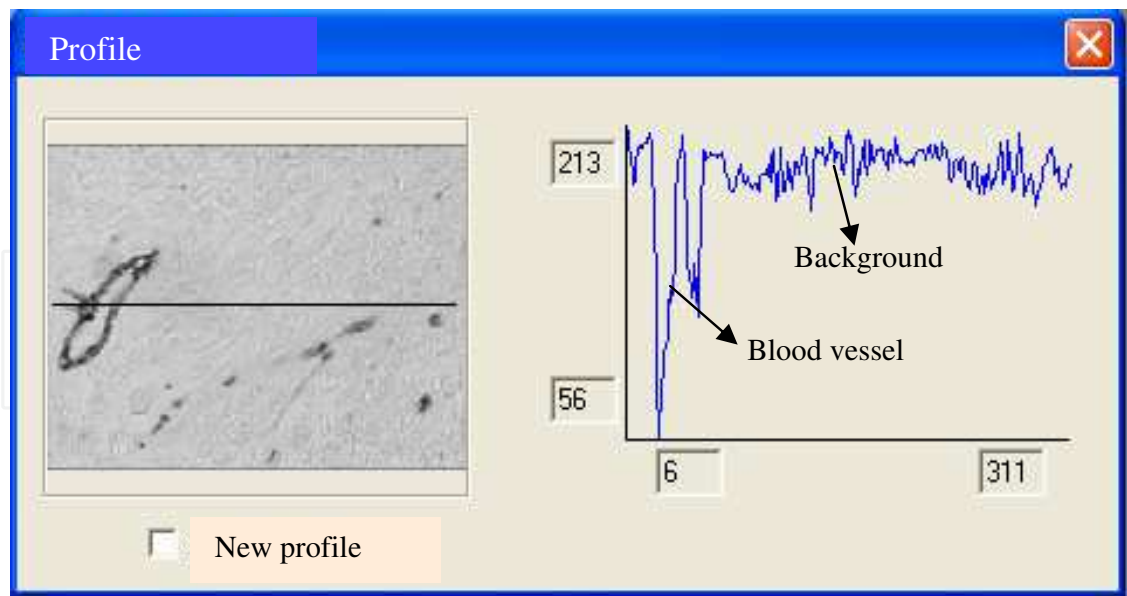 Profile
213
Background
Blood vessel
56
6
311
New profile